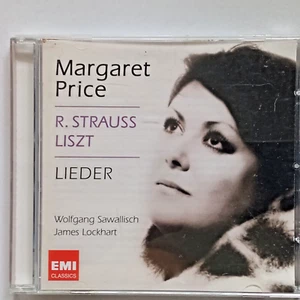 Margaret
Price
R. STRAUSS
LISZT
LIEDER
Wolfgang Sawallisch
James Lockhart
EMI
CLASSICS